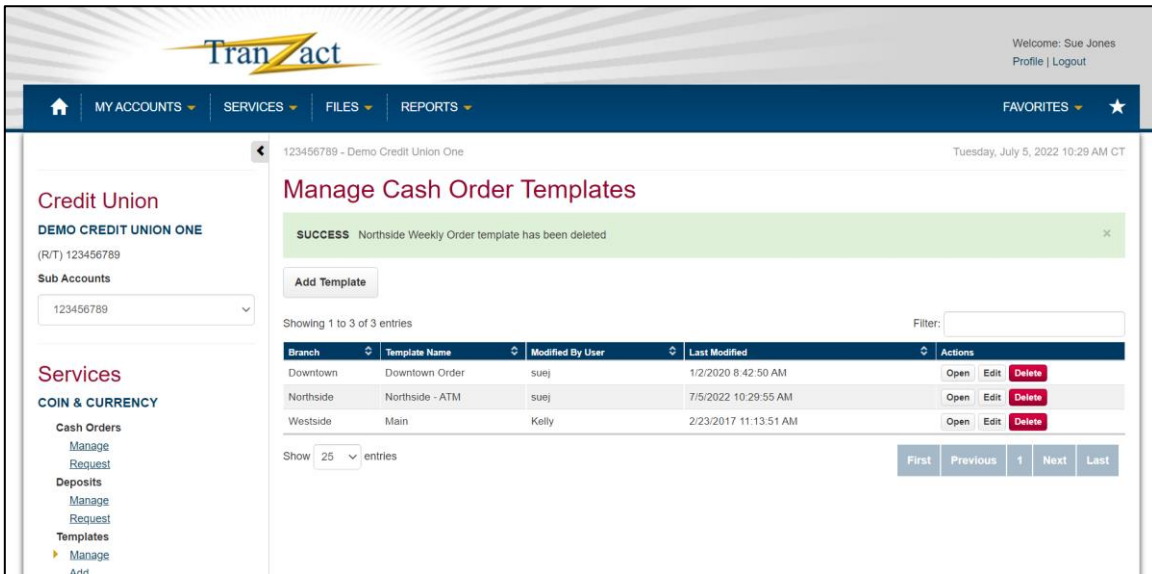 TranZact
Welcome: Sue Jones
Profile | Logout
MY ACCOUNTS SERVICES FILES REPORTS FAVORITES
123456789 - Demo Credit Union One Tuesday, July 5, 2022 10:29 AM CT
Credit Union
DEMO CREDIT UNION ONE
(R/T) 123456789
Sub Accounts
123456789
Services
COIN & CURRENCY
Cash Orders
Manage
Request
Deposits
Manage
Request
Templates
Manage
Add
Manage Cash Order Templates
SUCCESS Northside Weekly Order template has been deleted ×
Add Template
Showing 1 to 3 of 3 entries Filter:
Branch Template Name Modified By User Last Modified Actions
Downtown Downtown Order suej 1/2/2020 8:42:50 AM Open Edit Delete
Northside Northside - ATM suej 7/5/2022 10:29:55 AM Open Edit Delete
Westside Main Kelly 2/23/2017 11:13:51 AM Open Edit Delete
Show 25 entries First Previous 1 Next Last